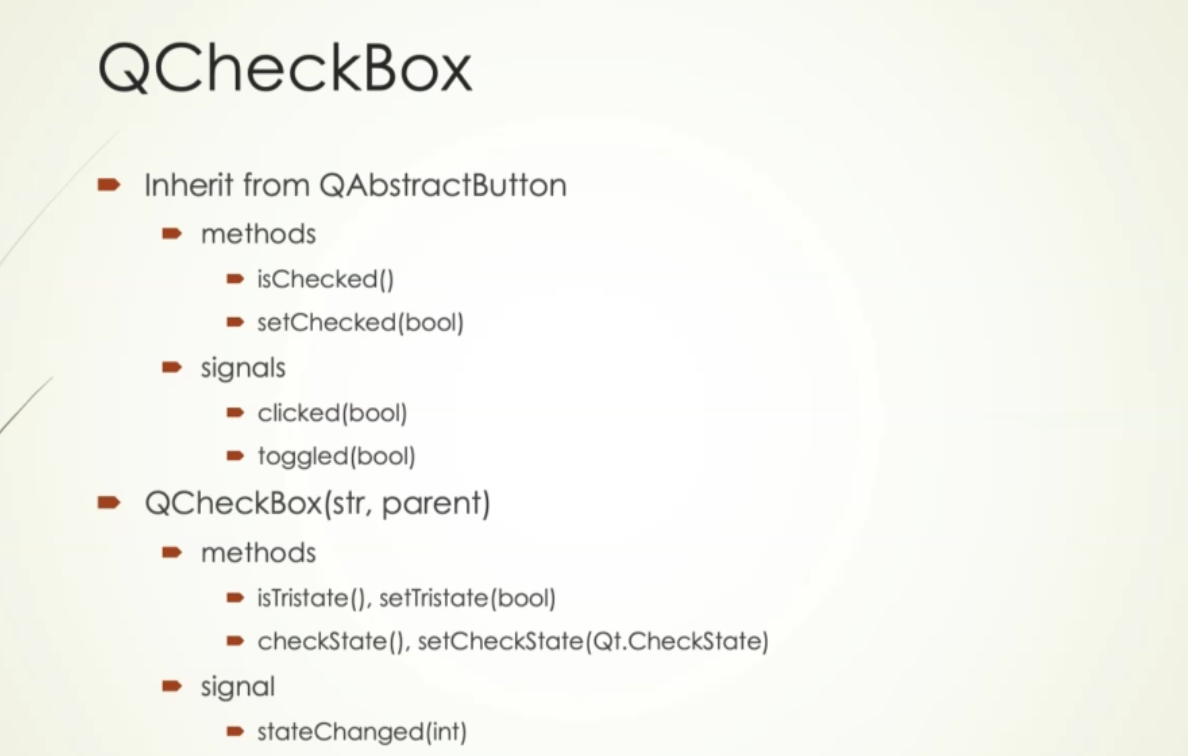 QCheckBox
Inherit from QAbstractButton
methods
isChecked()
setChecked(bool)
signals
clicked(bool)
toggled(bool)
QCheckBox(str, parent)
methods
isTristate(), setTristate(bool)
checkState(), setCheckState(Qt.CheckState)
signal
stateChanged(int)